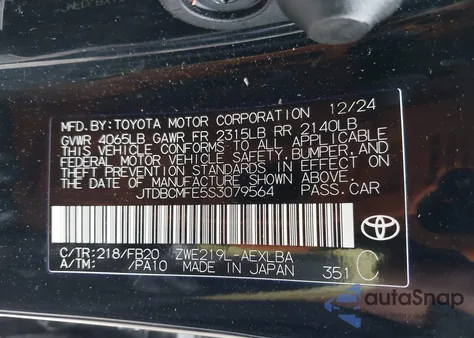 MFD. BY: TOYOTA MOTOR CORPORATION 12/24
GVWR 4065LB GAWR FR 2315LB RR 2140LB
THIS VEHICLE CONFORMS TO ALL APPLICABLE
FEDERAL MOTOR VEHICLE SAFETY, BUMPER, AND
THEFT PREVENTION STANDARDS IN EFFECT ON
THE DATE OF MANUFACTURE SHOWN ABOVE.
JTDBCMFE5S3079564 PASS. CAR
C/TR: 218/FB20 ZWE219L-AEXLBA
A/TM: /PA10 MADE IN JAPAN 351 C
autoSnap